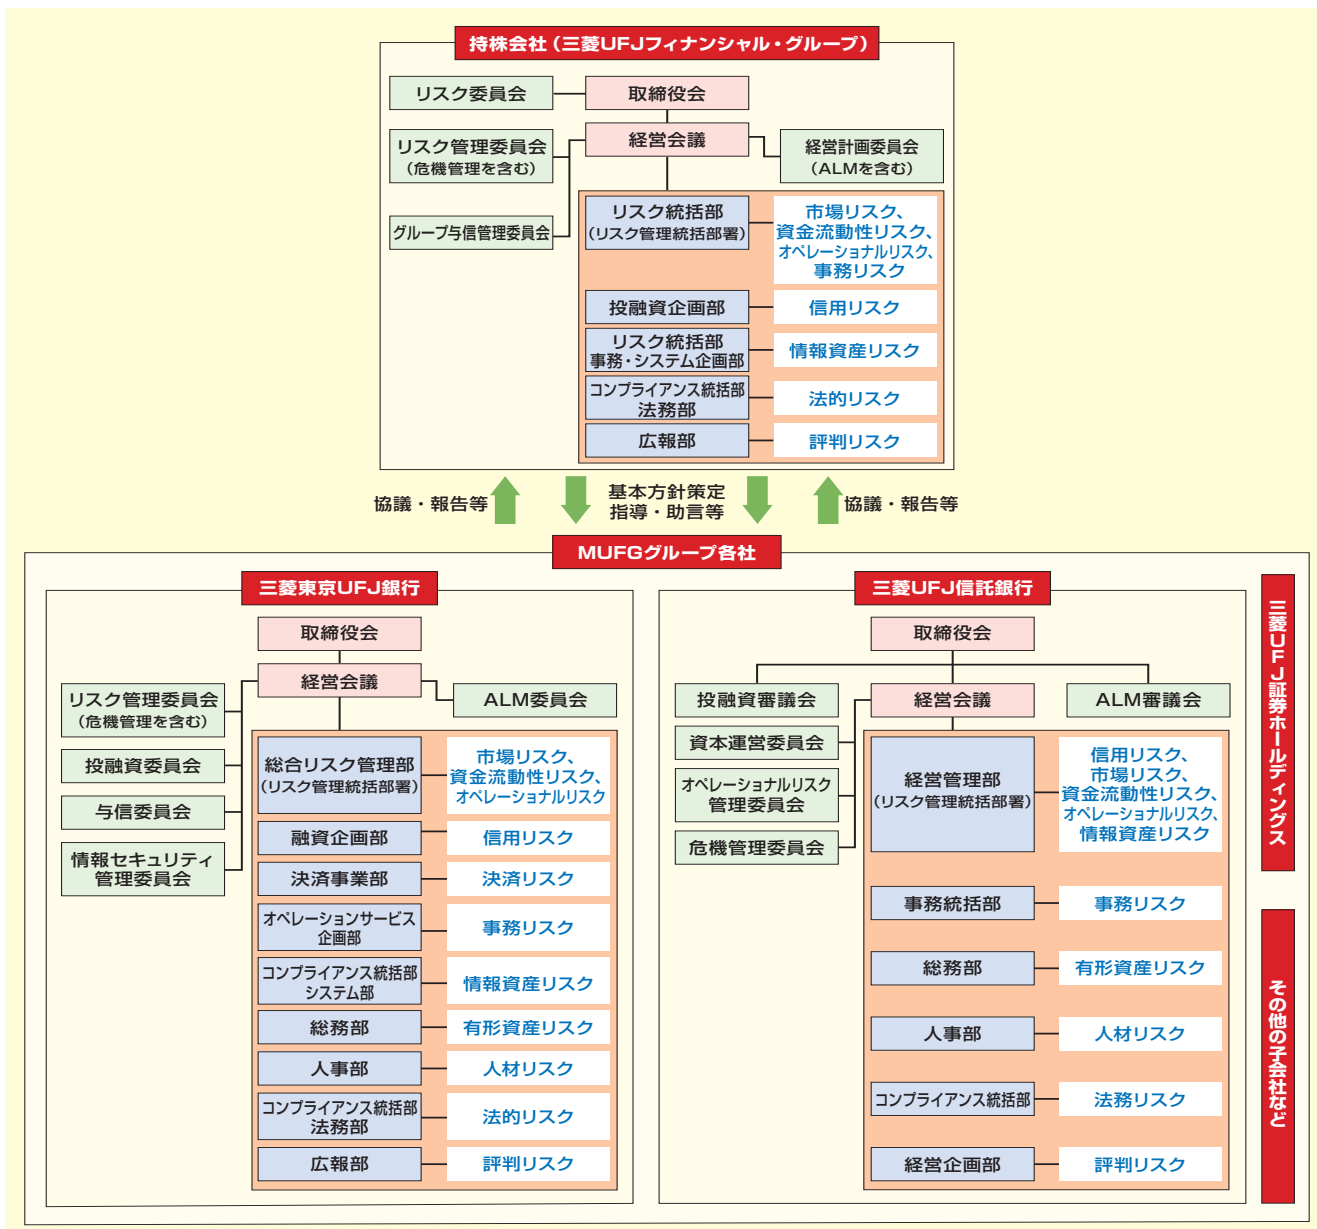 持株会社（三菱UFJフィナンシャル・グループ）
リスク委員会
取締役会
リスク管理委員会
（危機管理を含む）
経営会議
経営計画委員会
（ALMを含む）
グループ与信管理委員会
リスク統括部
（リスク管理統括部署）
市場リスク、
資金流動性リスク、
オペレーショナルリスク、
事務リスク
投融資企画部
信用リスク
リスク統括部
事務・システム企画部
情報資産リスク
コンプライアンス統括部
法務部
法的リスク
広報部
評判リスク
協議・報告等
基本方針策定
指導・助言等
協議・報告等
MUFGグループ各社
三菱東京UFJ銀行
取締役会
経営会議
リスク管理委員会
（危機管理を含む）
ALM委員会
投融資委員会
与信委員会
情報セキュリティ
管理委員会
総合リスク管理部
（リスク管理統括部署）
市場リスク、
資金流動性リスク、
オペレーショナルリスク
融資企画部
信用リスク
決済事業部
決済リスク
オペレーションサービス
企画部
事務リスク
コンプライアンス統括部
システム部
情報資産リスク
総務部
有形資産リスク
人事部
人材リスク
コンプライアンス統括部
法務部
法的リスク
広報部
評判リスク
三菱UFJ信託銀行
取締役会
投融資審議会
経営会議
ALM審議会
資本運営委員会
オペレーショナルリスク
管理委員会
危機管理委員会
経営管理部
（リスク管理統括部署）
信用リスク、
市場リスク、
資金流動性リスク、
オペレーショナルリスク、
情報資産リスク
事務統括部
事務リスク
総務部
有形資産リスク
人事部
人材リスク
コンプライアンス統括部
法務リスク
経営企画部
評判リスク
三菱UFJ証券ホールディングス
その他の子会社など